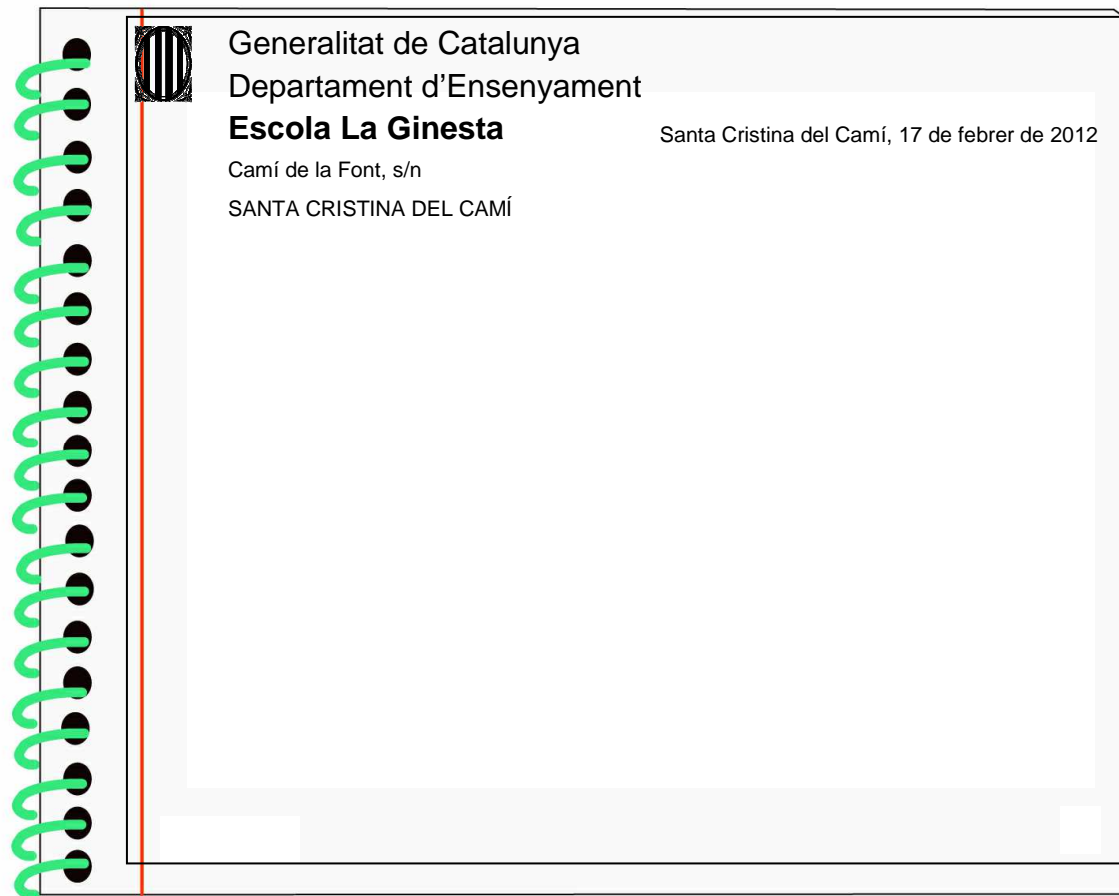 Generalitat de Catalunya
Departament d’Ensenyament
Escola La Ginesta
Santa Cristina del Camí, 17 de febrer de 2012
Camí de la Font, s/n
SANTA CRISTINA DEL CAMÍ